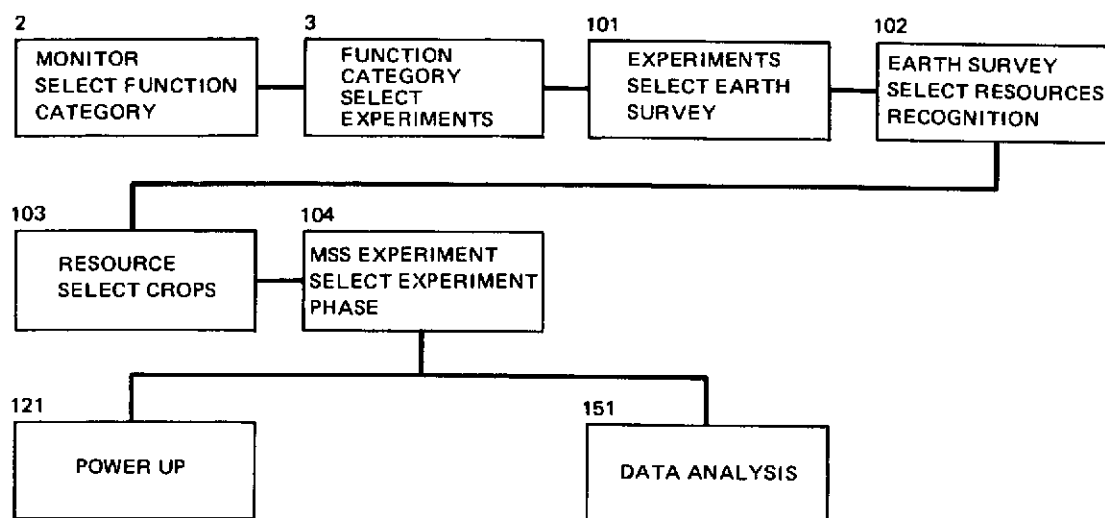 2
MONITOR
SELECT FUNCTION
CATEGORY
3
FUNCTION
CATEGORY
SELECT
EXPERIMENTS
101
EXPERIMENTS
SELECT EARTH
SURVEY
102
EARTH SURVEY
SELECT RESOURCES
RECOGNITION
103
RESOURCE
SELECT CROPS
104
MSS EXPERIMENT
SELECT EXPERIMENT
PHASE
121
POWER UP
151
DATA ANALYSIS